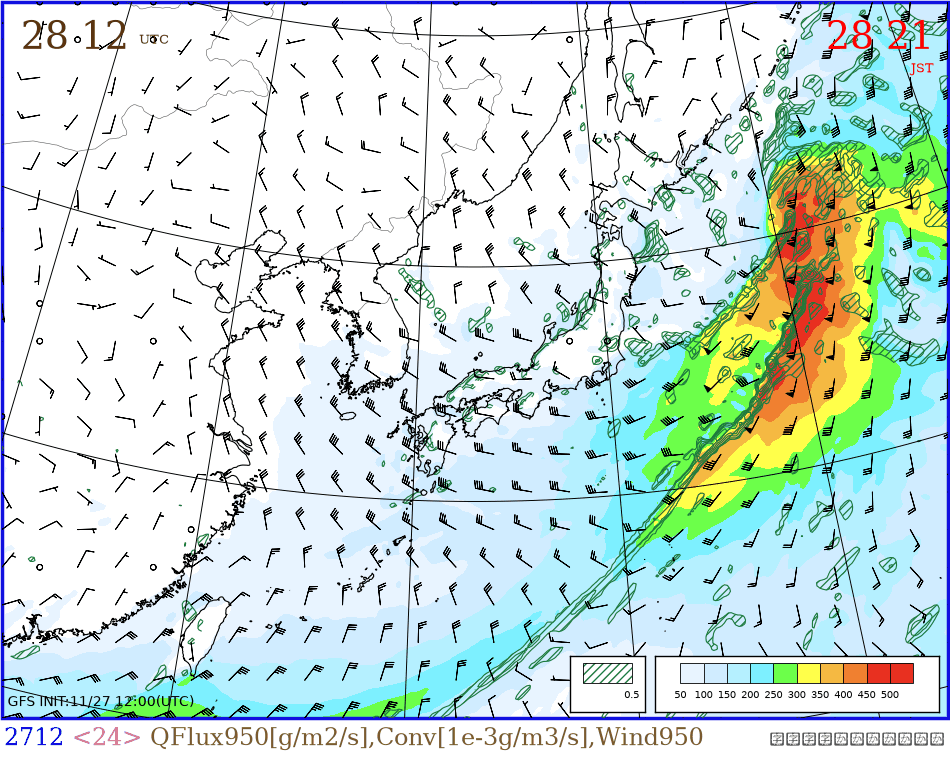 28 12 UTC
28 21
JST
0.5
50 100 150 200 250 300 350 400 450 500
GFS INIT:11/27 12:00(UTC)
2712 <24> QFlux950[g/m2/s],Conv[1e-3g/m3/s],Wind950